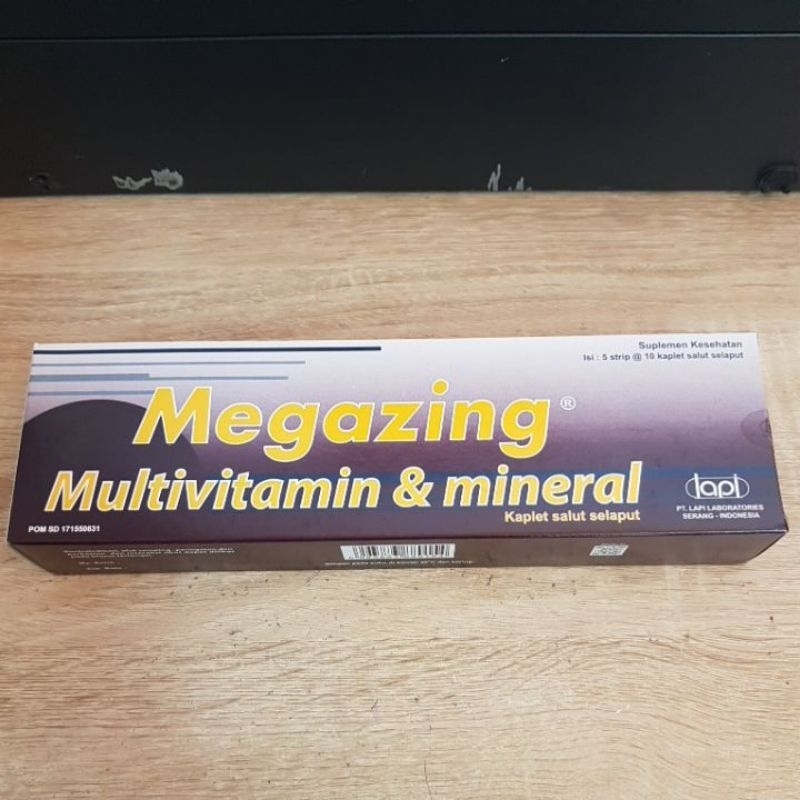 Suplemen Kesehatan
Isi : 5 strip @ 10 kaplet salut selaput
Megazing®
Multivitamin & mineral
Kaplet salut selaput
lapi
PT. LAPI LABORATORIES
SERANG - INDONESIA
POM SD 171550631